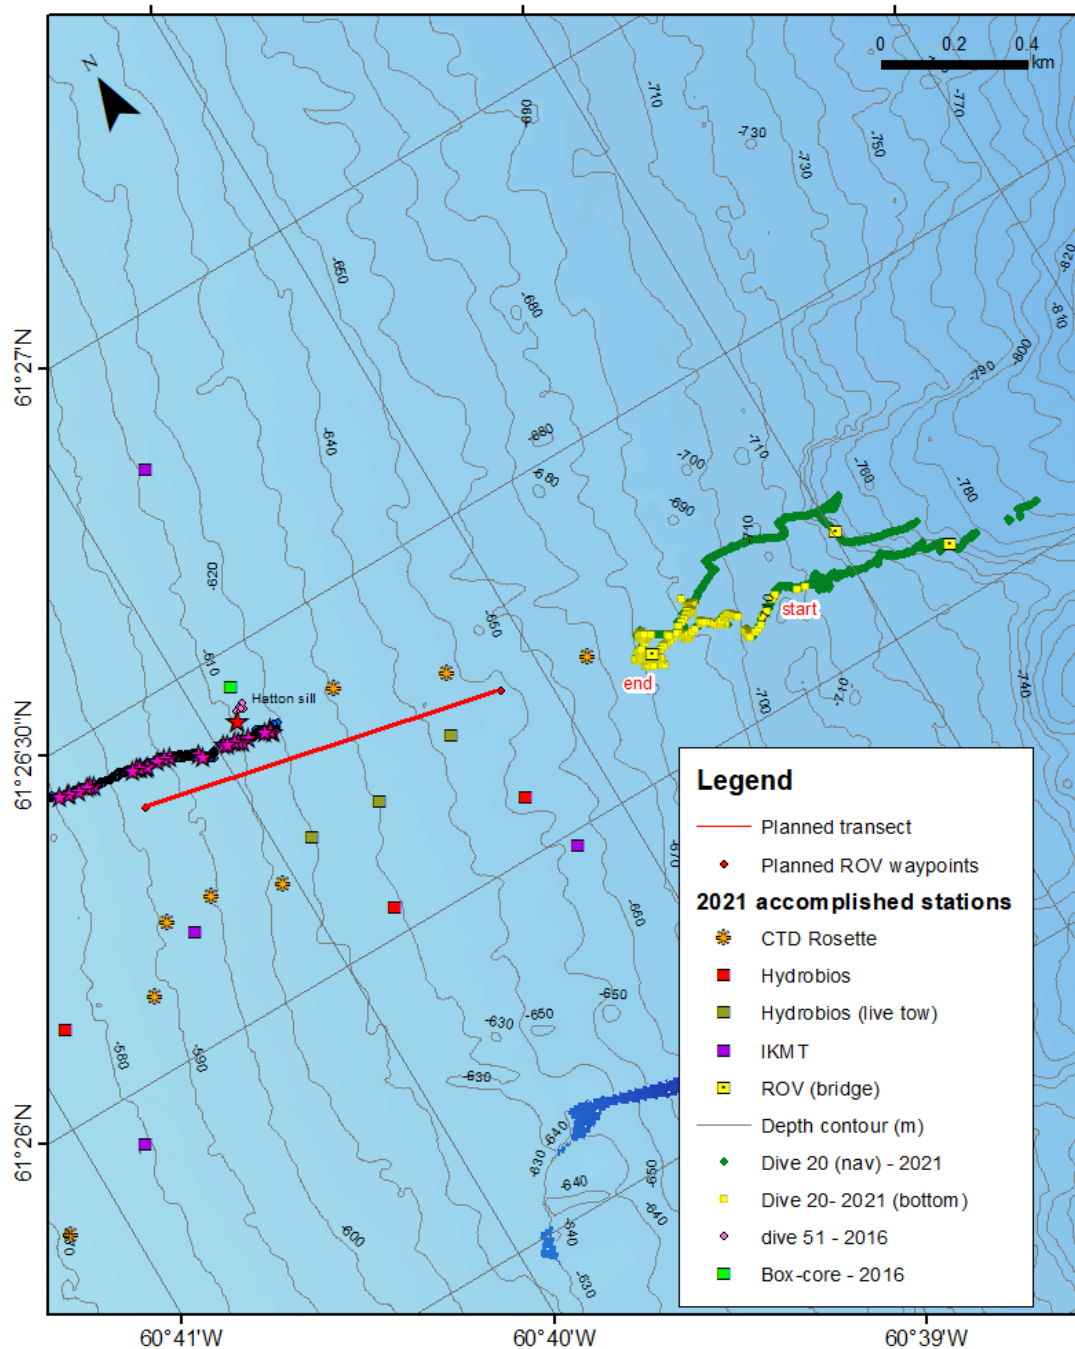 N
0 0.2 0.4
km
-690
-710
-710
-770
-730
-750
-730
-820
-650
-680
-810
-800
-790
61°27'N
-640
-680
-710
-700
-680
-760
-780
-690
-710
-620
-710
start
-650
-610
end
Hatton sill
-740
-710
-700
61°26'30"N
-670
-660
-650
-650
-630
-580
-590
-630
61°26'N
-640
-630
-650
-640
-640
-600
-640
-630
Legend
Planned transect
Planned ROV waypoints
2021 accomplished stations
CTD Rosette
Hydrobios
Hydrobios (live tow)
IKMT
ROV (bridge)
Depth contour (m)
Dive 20 (nav) - 2021
Dive 20- 2021 (bottom)
dive 51 - 2016
Box-core - 2016
60°41'W 60°40'W 60°39'W